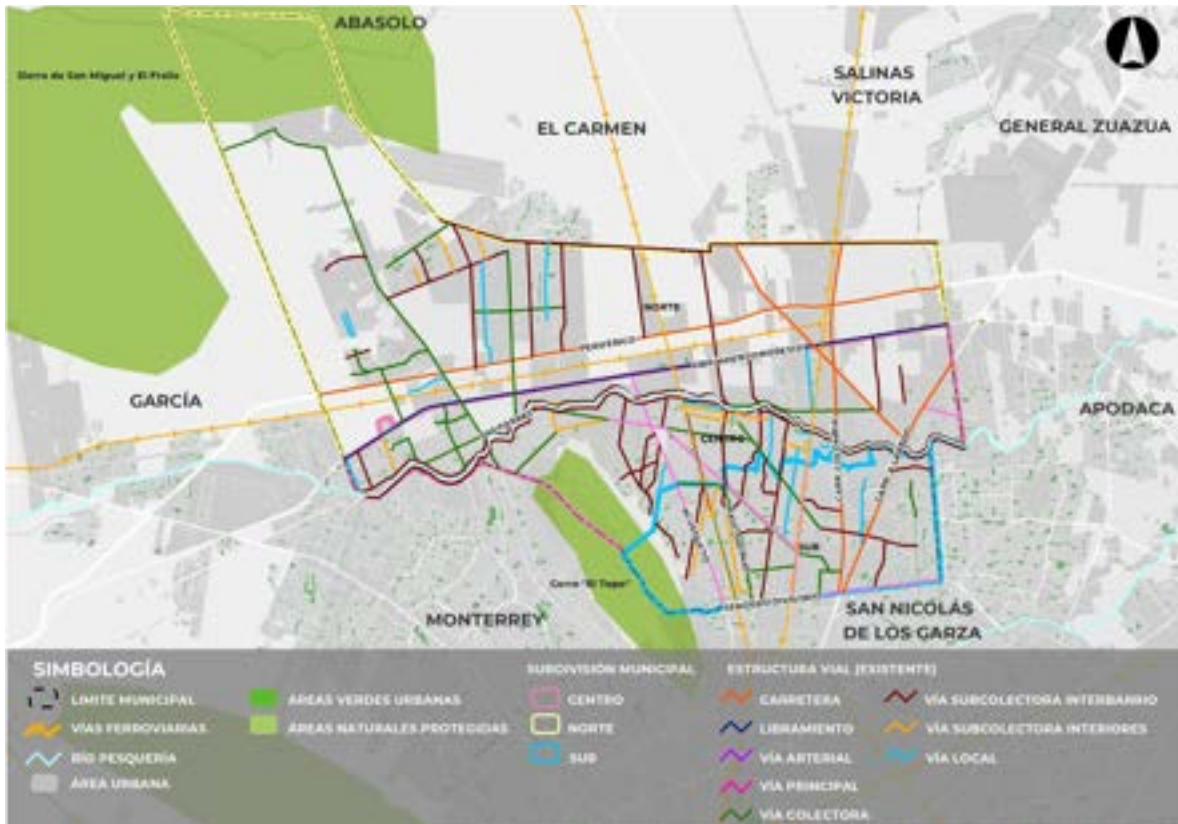 ABASOLO
Sierra de San Miguel y El Fraile
SALINAS
VICTORIA
EL CARMEN
GENERAL ZUAZUA
NORTE
PERIFÉRICO
GARCÍA
APODACA
CENTRO
SUR
Cerro "El Topo"
MONTERREY
SAN NICOLÁS
DE LOS GARZA
SIMBOLOGÍA
LIMITE MUNICIPAL
VÍAS FERROVIARIAS
RÍO PESQUERÍA
ÁREA URBANA
ÁREAS VERDES URBANAS
ÁREAS NATURALES PROTEGIDAS
SUBDIVISIÓN MUNICIPAL
CENTRO
NORTE
SUR
ESTRUCTURA VIAL (EXISTENTE)
CARRETERA
LIBRAMIENTO
VÍA ARTERIAL
VÍA PRINCIPAL
VÍA COLECTORA
VÍA SUBCOLECTORA INTERBARRIO
VÍA SUBCOLECTORA INTERIORES
VÍA LOCAL